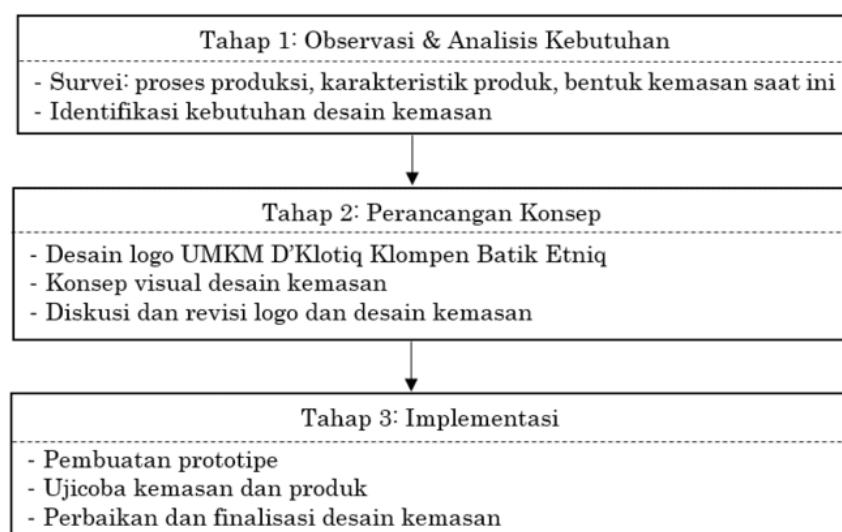 Tahap 1: Observasi & Analisis Kebutuhan
- Survei: proses produksi, karakteristik produk, bentuk kemasan saat ini
- Identifikasi kebutuhan desain kemasan
Tahap 2: Perancangan Konsep
- Desain logo UMKM D’Klotiq Klompen Batik Etniq
- Konsep visual desain kemasan
- Diskusi dan revisi logo dan desain kemasan
Tahap 3: Implementasi
- Pembuatan prototipe
- Ujicoba kemasan dan produk
- Perbaikan dan finalisasi desain kemasan